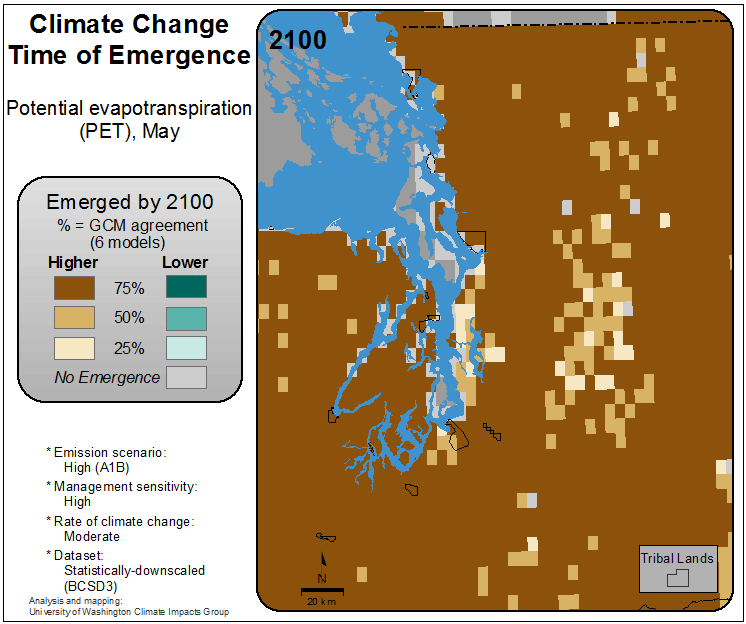 Climate Change
Time of Emergence
Potential evapotranspiration
(PET), May
Emerged by 2100
% = GCM agreement
(6 models)
Higher Lower
75%
50%
25%
No Emergence
* Emission scenario:
High (A1B)
* Management sensitivity:
High
* Rate of climate change:
Moderate
* Dataset:
Statistically-downscaled
(BCSD3)
Analysis and mapping:
University of Washington Climate Impacts Group
2100
N
20 km
Tribal Lands